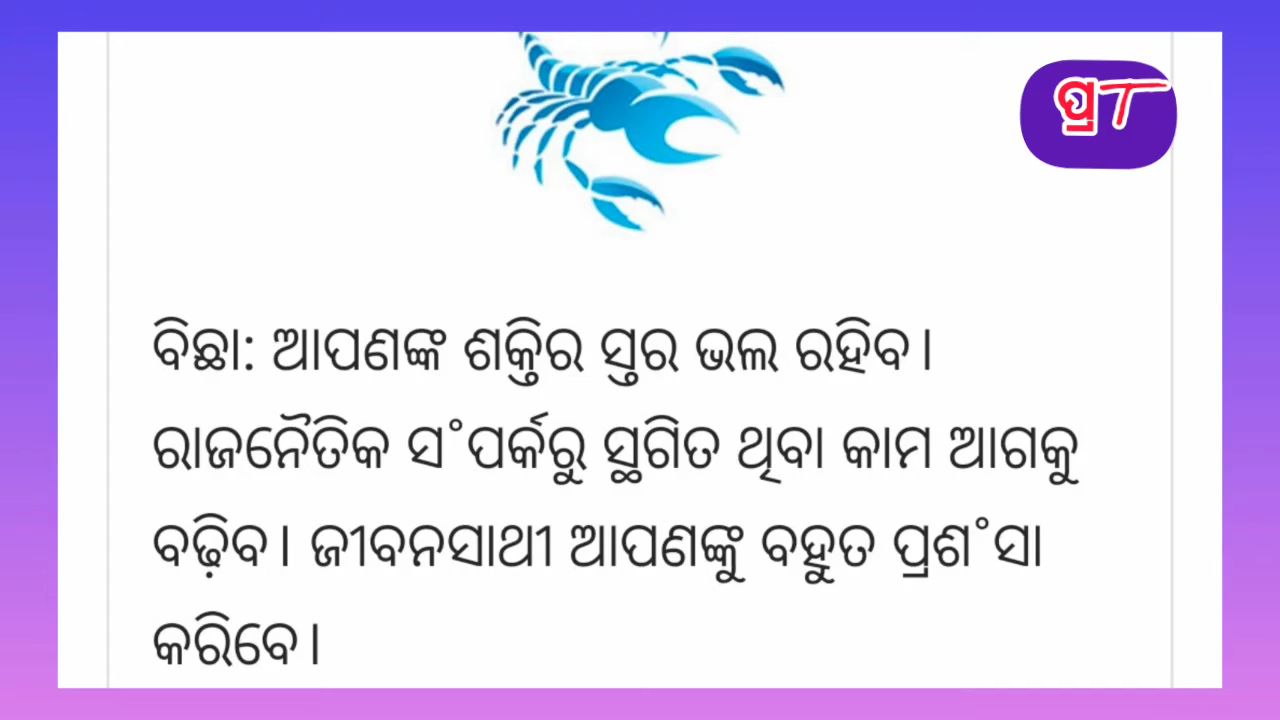 ପ୍ରT
ବିଛା: ଆପଣଙ୍କ ଶକ୍ତିର ସ୍ତର ଭଲ ରହିବ।
ରାଜନୈତିକ ସଂପର୍କରୁ ସ୍ଥଗିତ ଥିବା କାମ ଆଗକୁ
ବଢ଼ିବ। ଜୀବନସାଥୀ ଆପଣଙ୍କୁ ବହୁତ ପ୍ରଶଂସା
କରିବେ।